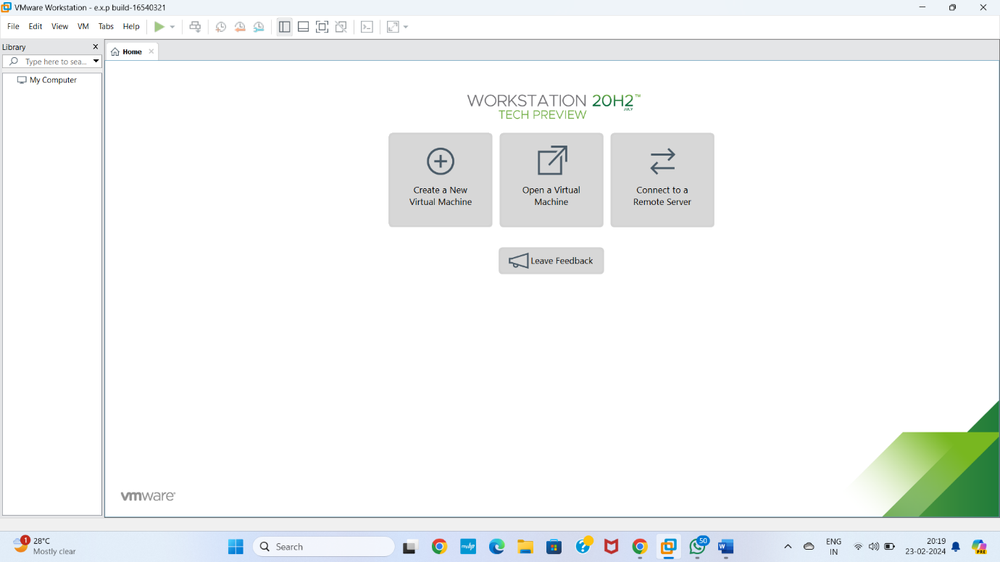 VMware Workstation - e.x.p build-16540321
File Edit View VM Tabs Help
Library
Type here to sea...
My Computer
Home
WORKSTATION 20H2™
JULY
TECH PREVIEW
Create a New
Virtual Machine
Open a Virtual
Machine
Connect to a
Remote Server
Leave Feedback
vmware®
1
28°C
Mostly clear
Search
myhp
50
W
ENG
IN
20:19
23-02-2024
PRE